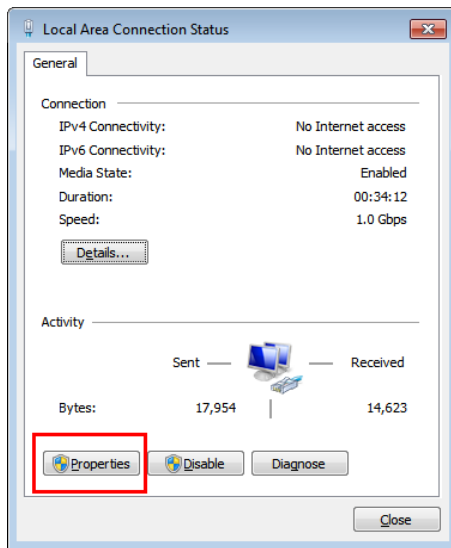 Local Area Connection Status
General
Connection
IPv4 Connectivity: No Internet access
IPv6 Connectivity: No Internet access
Media State: Enabled
Duration: 00:34:12
Speed: 1.0 Gbps
Details...
Activity
Sent Received
Bytes: 17,954 14,623
Properties Disable Diagnose
Close